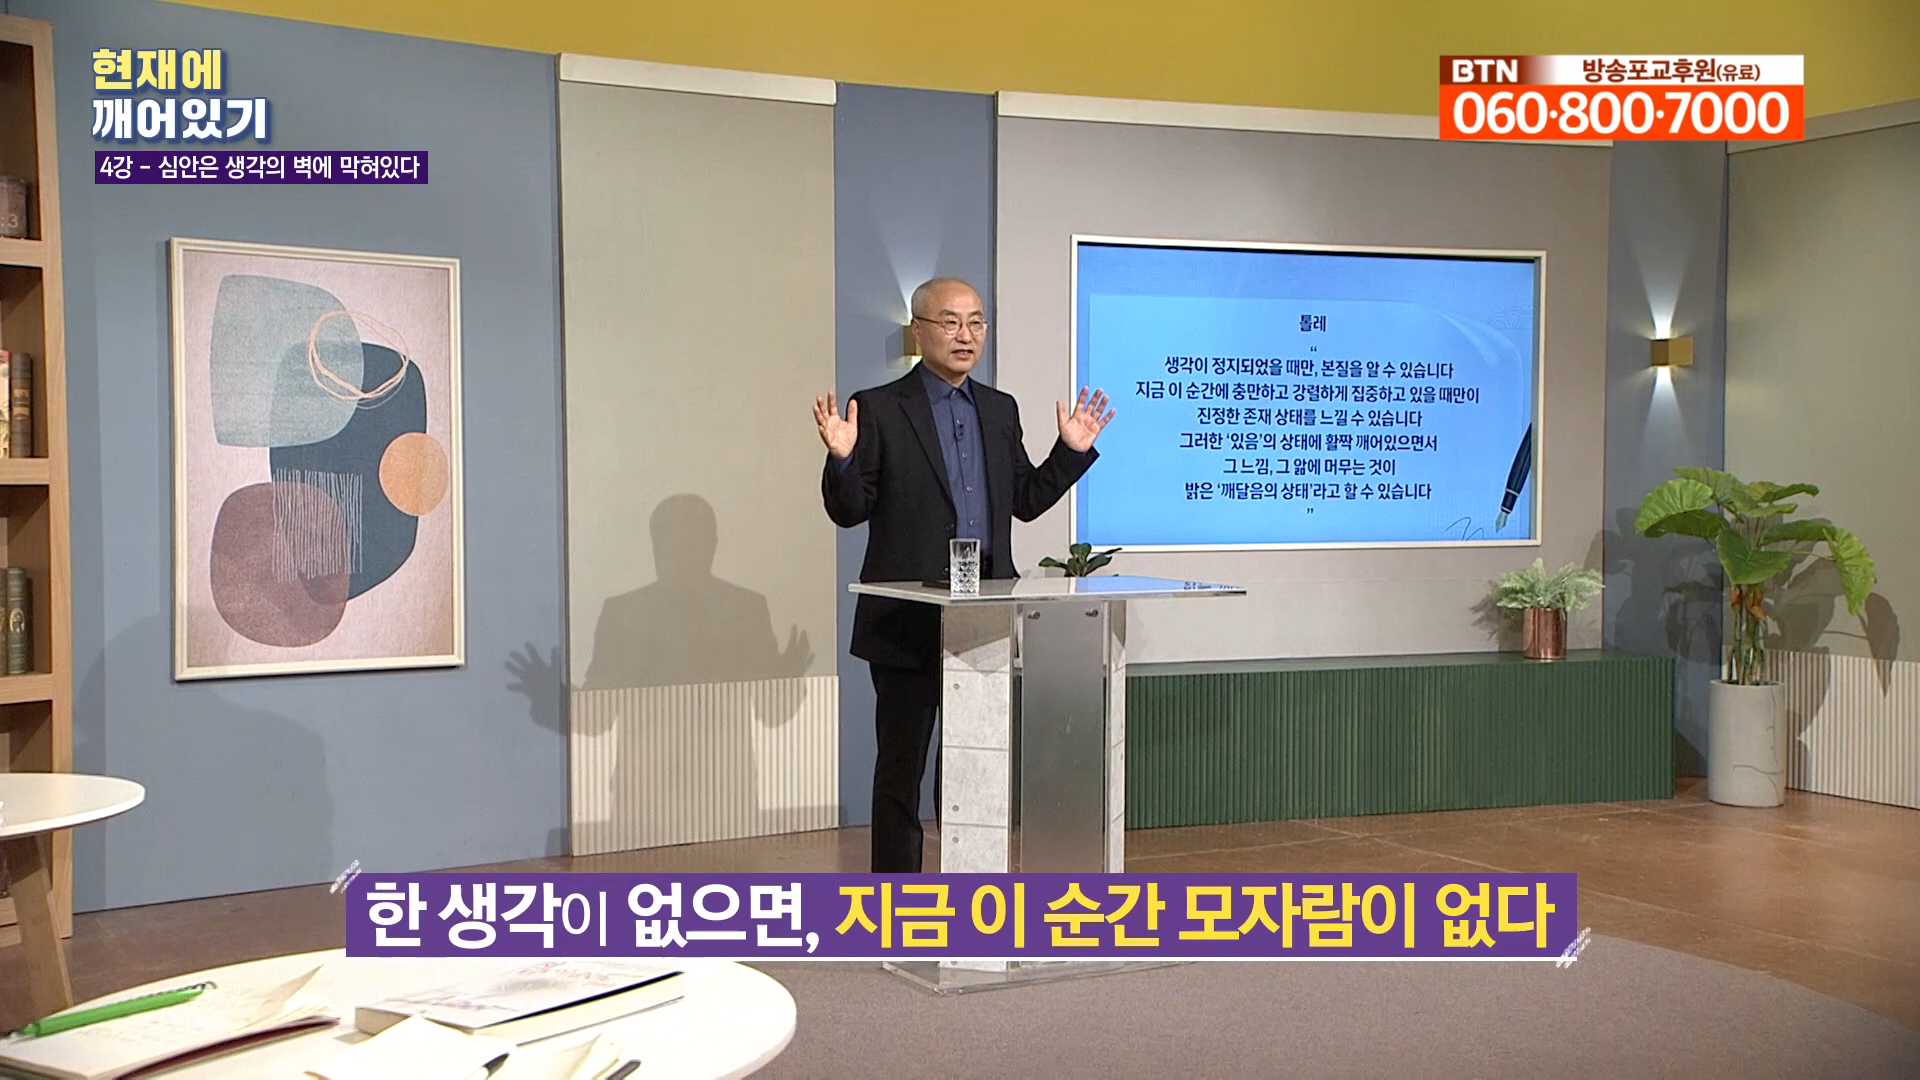 현재에
깨어있기
4강 - 심안은 생각의 벽에 막혀있다
BTN 방송포교후원(유료)
060·800·7000
톨레
“
생각이 정지되었을 때만, 본질을 알 수 있습니다
지금 이 순간에 충만하고 강렬하게 집중하고 있을 때만이
진정한 존재 상태를 느낄 수 있습니다
그러한 ‘있음’의 상태에 활짝 깨어있으면서
그 느낌, 그 앎에 머무는 것이
밝은 ‘깨달음의 상태’라고 할 수 있습니다
”
한 생각이 없으면, 지금 이 순간 모자람이 없다